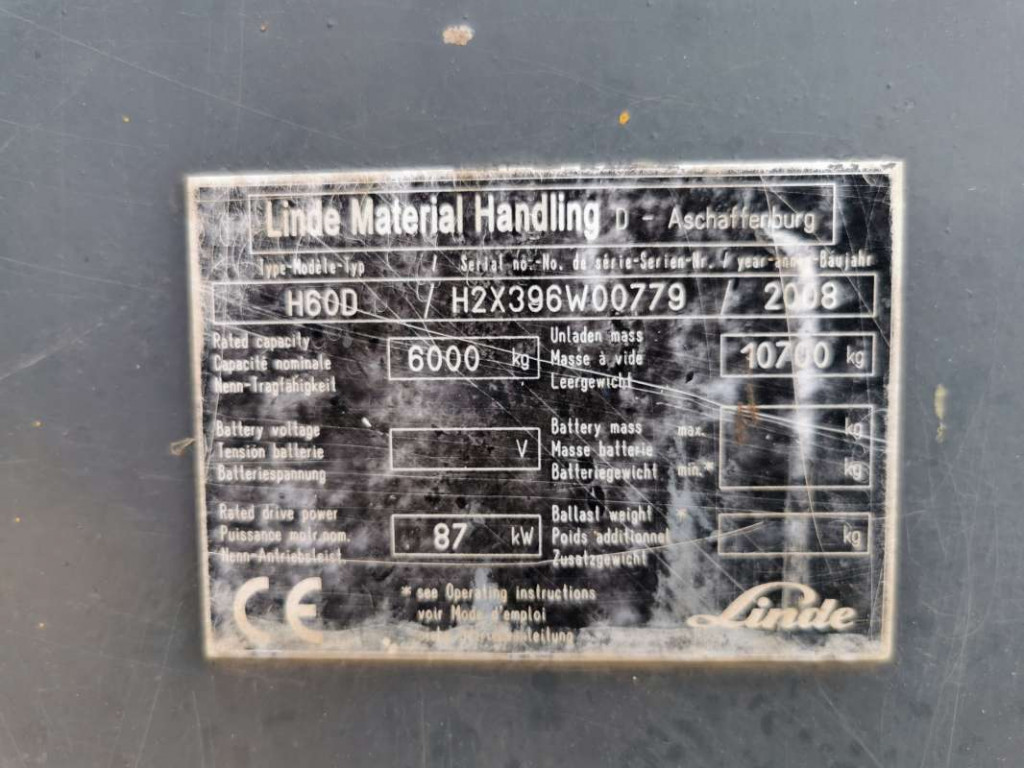 Linde Material Handling D - Aschaffenburg
Type-Modèle-Typ / Serial no.-No. de série-Serien-Nr. / year-année-Baujahr
H60D / H2X396W00779 / 2008
Rated capacity
Capacité nominale
Nenn-Tragfähigkeit
6000 kg
Unladen mass
Masse à vide
Leergewicht
10700 kg
Battery voltage
Tension batterie
Batteriespannung
V
Battery mass max.
Masse batterie
Batteriegewicht min.*
kg
kg
Rated drive power
Puissance motr.nom.
Nenn-Antriebsleist.
87 kW
Ballast weight *
Poids additionnel
Zusatzgewicht
kg
CE
* see Operating instructions
voir Mode d'emploi
Linde